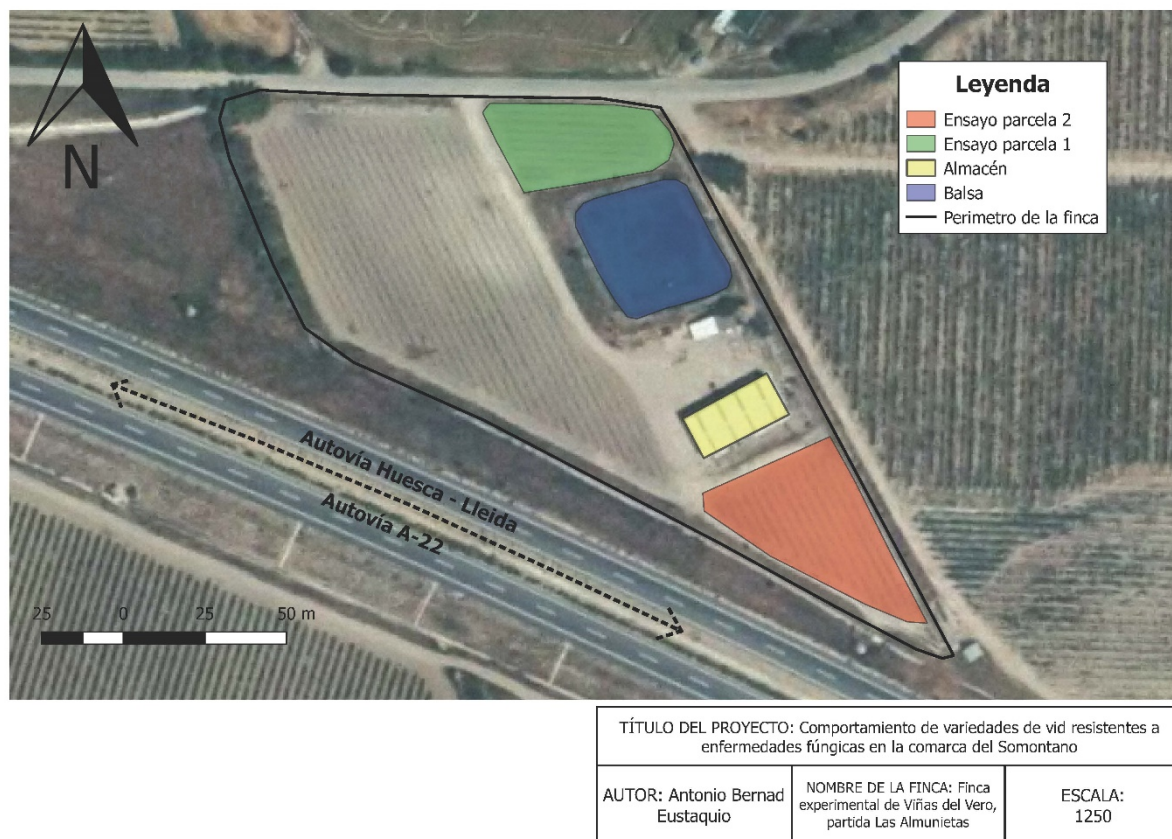 N
Leyenda
Ensayo parcela 2
Ensayo parcela 1
Almacén
Balsa
Perimetro de la finca
Autovía Huesca - Lleida
Autovía A-22
25 0 25 50 m
TÍTULO DEL PROYECTO: Comportamiento de variedades de vid resistentes a
enfermedades fúngicas en la comarca del Somontano
AUTOR: Antonio Bernad
Eustaquio
NOMBRE DE LA FINCA: Finca
experimental de Viñas del Vero,
partida Las Almunietas
ESCALA:
1250